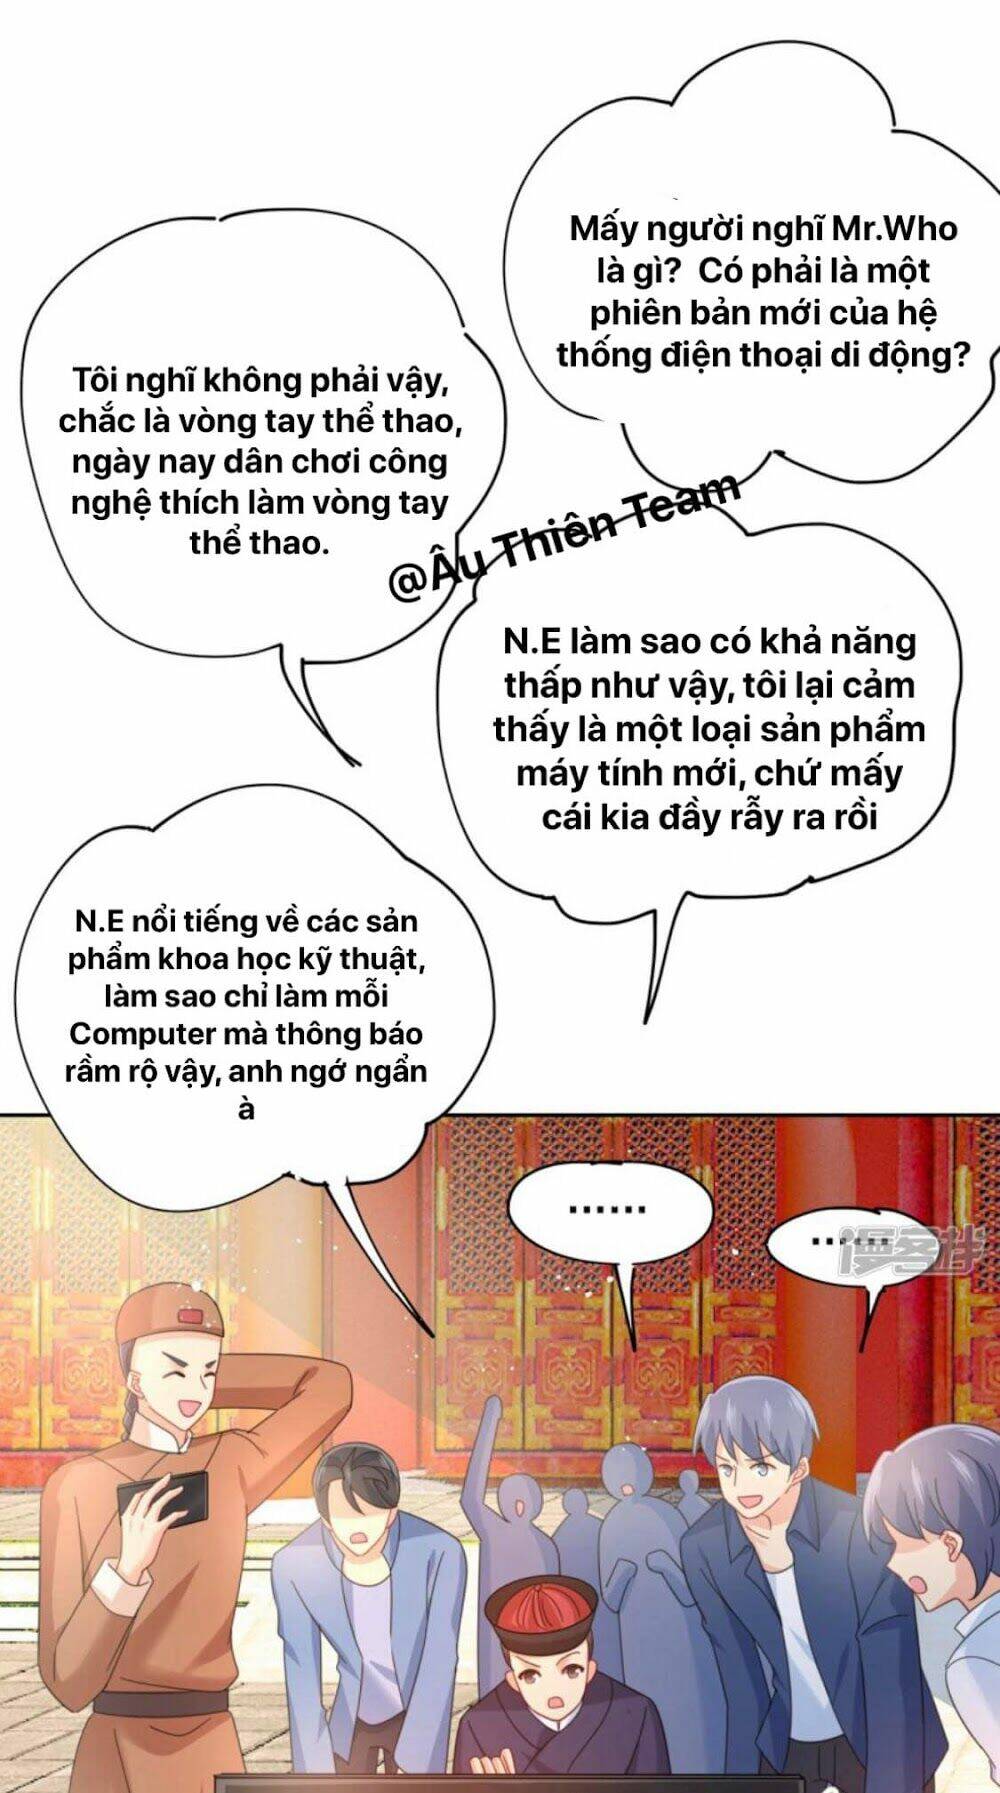 Mấy người nghĩ Mr.Who
là gì? Có phải là một
phiên bản mới của hệ
thống điện thoại di động?
Tôi nghĩ không phải vậy,
chắc là vòng tay thể thao,
ngày nay dân chơi công
nghệ thích làm vòng tay
thể thao.
@Âu Thiên Team
N.E làm sao có khả năng
thấp như vậy, tôi lại cảm
thấy là một loại sản phẩm
máy tính mới, chứ mấy
cái kia đầy rẫy ra rồi
N.E nổi tiếng về các sản
phẩm khoa học kỹ thuật,
làm sao chỉ làm mỗi
Computer mà thông báo
rầm rộ vậy, anh ngớ ngẩn
à
......
......
漫客栈